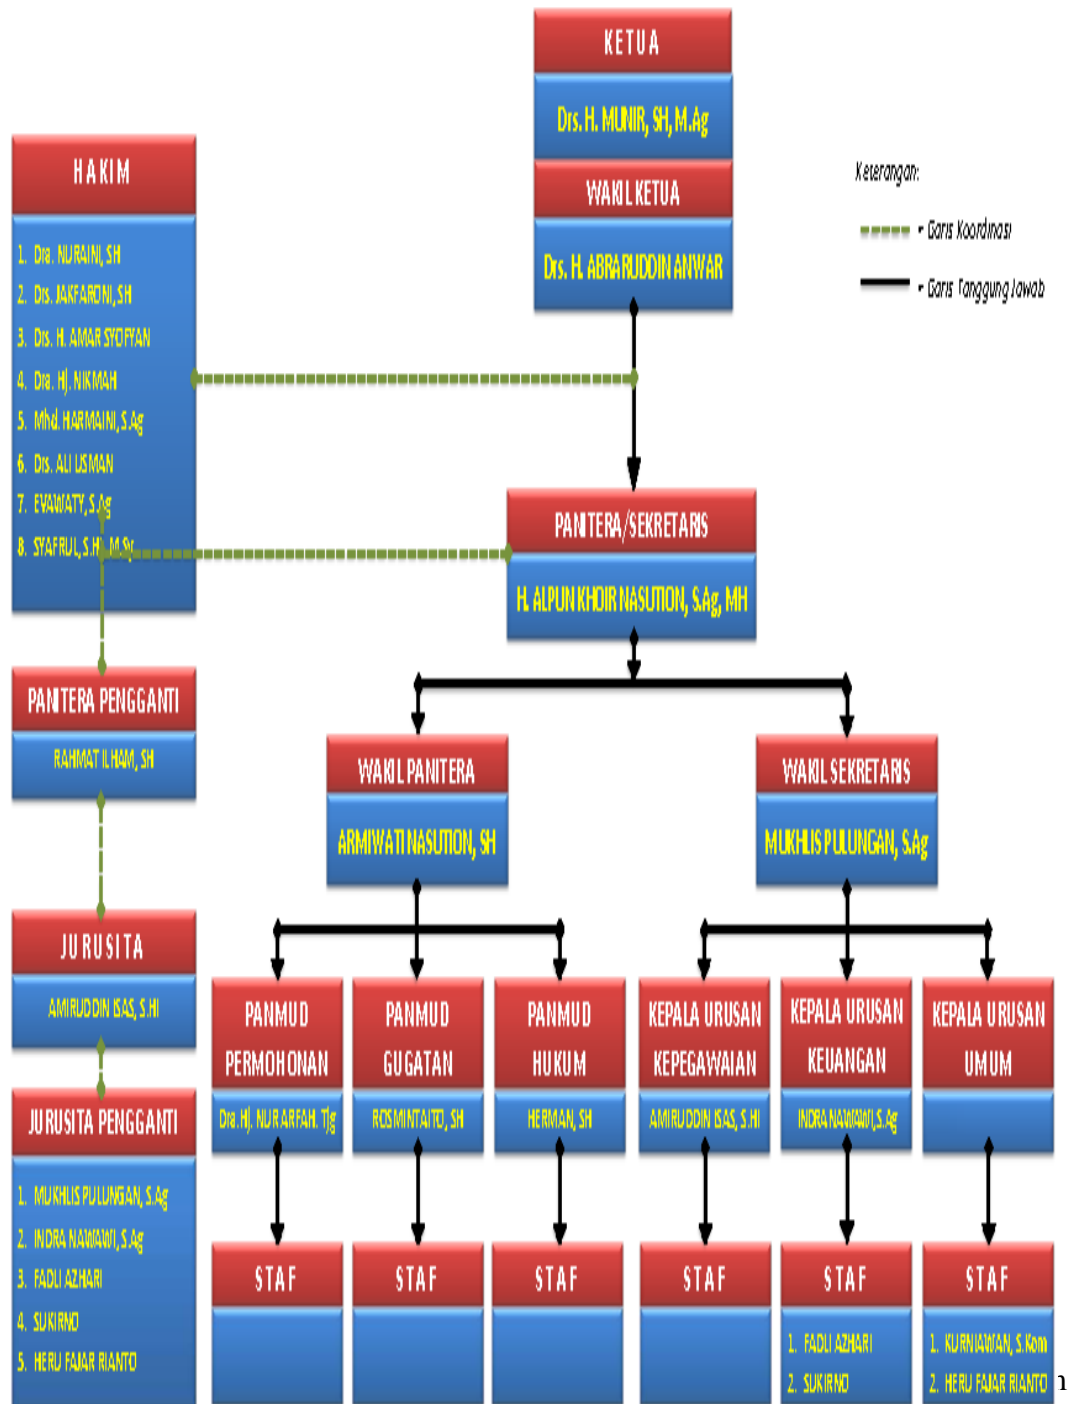 KETUA
Drs. H. MUNIR, SH, M.Ag
WAKIL KETUA
Drs. H. ABRARUDDIN ANWAR
Keterangan:
- Garis Koordinasi
- Garis Tanggung Jawab
HAKIM
1. Dra. NURAINI, SH
2. Drs. JAKFARONI, SH
3. Drs. H. AMAR SYOFYAN
4. Dra. Hj. NIKMAH
5. Mhd. HARMAINI, S.Ag
6. Drs. ALI USMAN
7. EVAWATY, S.Ag
8. SYAFRUL, S.HI, M.Sy
PANITERA/SEKRETARIS
H. ALPUN KHOIR NASUTION, S.Ag, MH
PANITERA PENGGANTI
RAHMAT ILHAM, SH
WAKIL PANITERA
ARMIWATI NASUTION, SH
WAKIL SEKRETARIS
MUKHLIS PULUNGAN, S.Ag
JURUSITA
AMIRUDDIN ISAS, S.HI
PANMUD
PERMOHONAN
Dra. Hj. NUR ARFAH. Tjg
PANMUD
GUGATAN
ROSMINTAITO, SH
PANMUD
HUKUM
HERMAN, SH
KEPALA URUSAN
KEPEGAWAIAN
AMIRUDDIN ISAS, S.HI
KEPALA URUSAN
KEUANGAN
INDRA NAWAWI, S.Ag
KEPALA URUSAN
UMUM
JURUSITA PENGGANTI
1. MUKHLIS PULUNGAN, S.Ag
2. INDRA NAWAWI, S.Ag
3. FADLI AZHARI
4. SUKIRNO
5. HERU FAJAR RIANTO
STAF
STAF
STAF
STAF
STAF
1. FADLI AZHARI
2. SUKIRNO
STAF
1. KURNIAWAN, S.Kom
2. HERU FAJAR RIANTO
n